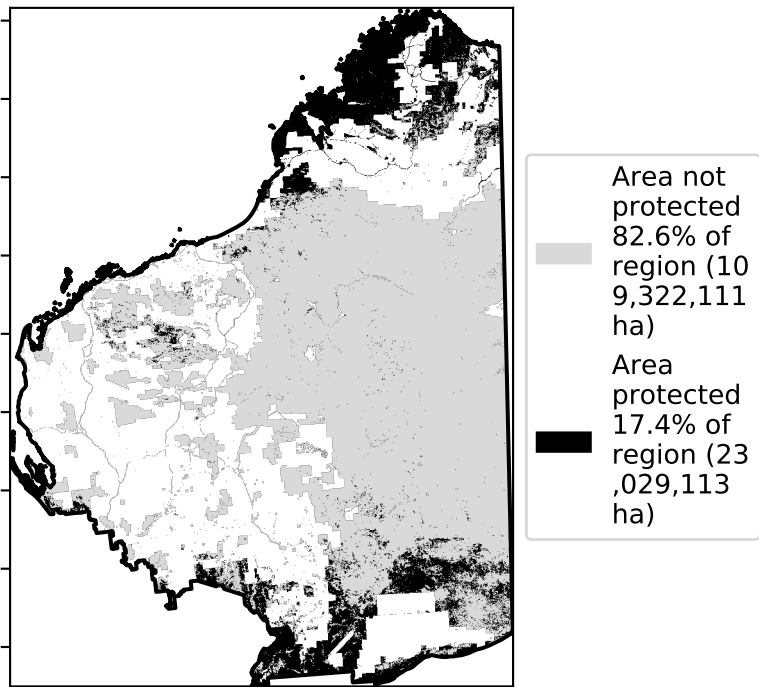 Area not
protected
82.6% of
region (10
9,322,111
ha)
Area
protected
17.4% of
region (23
,029,113
ha)